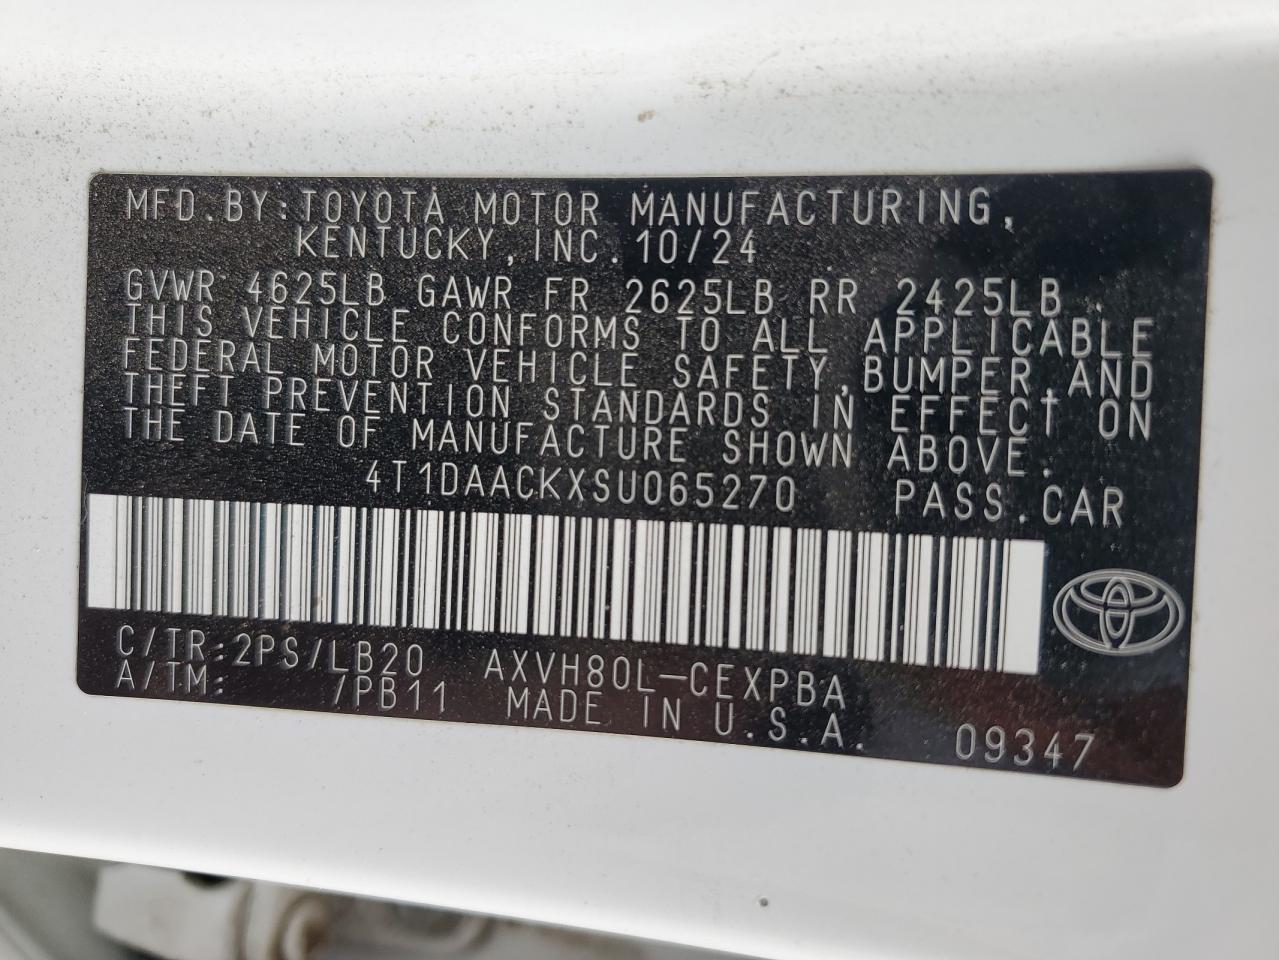 MFD.BY:TOYOTA MOTOR MANUFACTURING,
KENTUCKY,INC.10/24
GVWR 4625LB GAWR FR 2625LB RR 2425LB
THIS VEHICLE CONFORMS TO ALL APPLICABLE
FEDERAL MOTOR VEHICLE SAFETY,BUMPER,AND
THEFT PREVENTION STANDARDS IN EFFECT ON
THE DATE OF MANUFACTURE SHOWN ABOVE.
4T1DAACKXSU065270 PASS.CAR
C/TR:2PS/LB20 AXVH80L-CEXPBA
A/TM: /PB11 MADE IN U.S.A. 09347